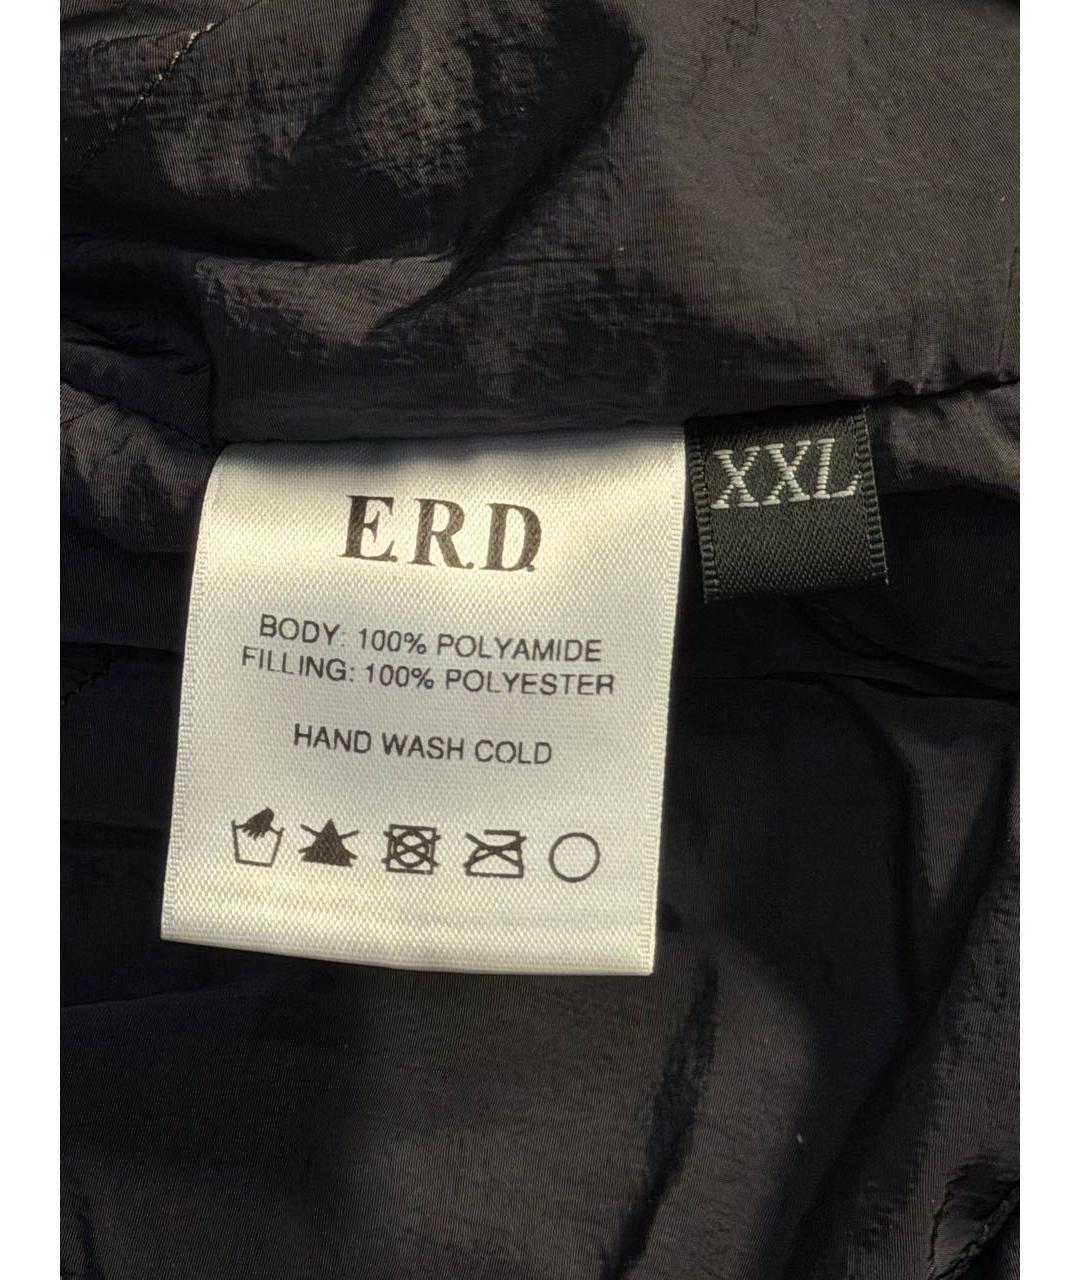 E.R.D.
XXL
BODY: 100% POLYAMIDE
FILLING: 100% POLYESTER
HAND WASH COLD